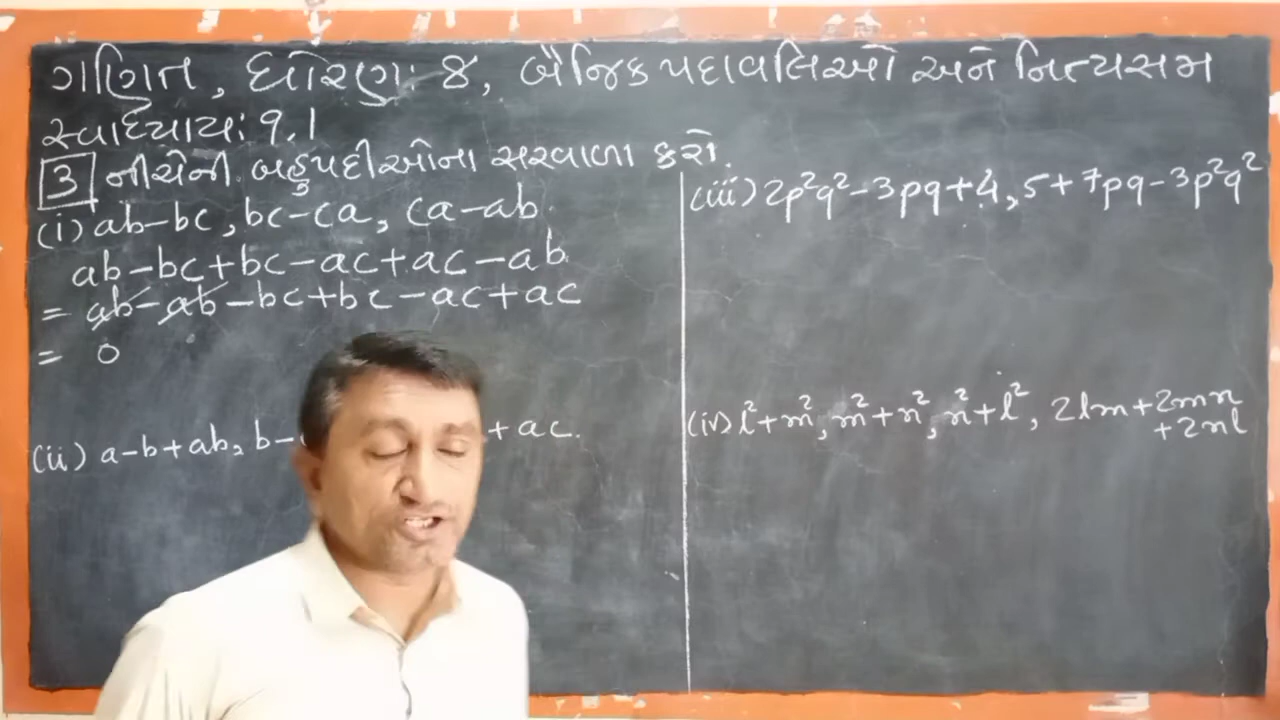 ગણિત, ધોરણ: ૪, બૈજિક પદાવલિઓ અને નિત્યસમ
સ્વાધ્યાય: 9.1
3 નીચેની બહુપદીઓના સરવાળા કરો.
(i) ab-bc, bc-ca, ca-ab.
ab-bc+bc-ac+ac-ab.
= ab-ab-bc+bc-ac+ac
= 0
(ii) a-b+ab, b- +ac.
(iii) 2p²q²-3pq+4, 5+7pq-3p²q²
(iv) l²+m², m²+n², n²+l², 2lm+2mn
+2nl